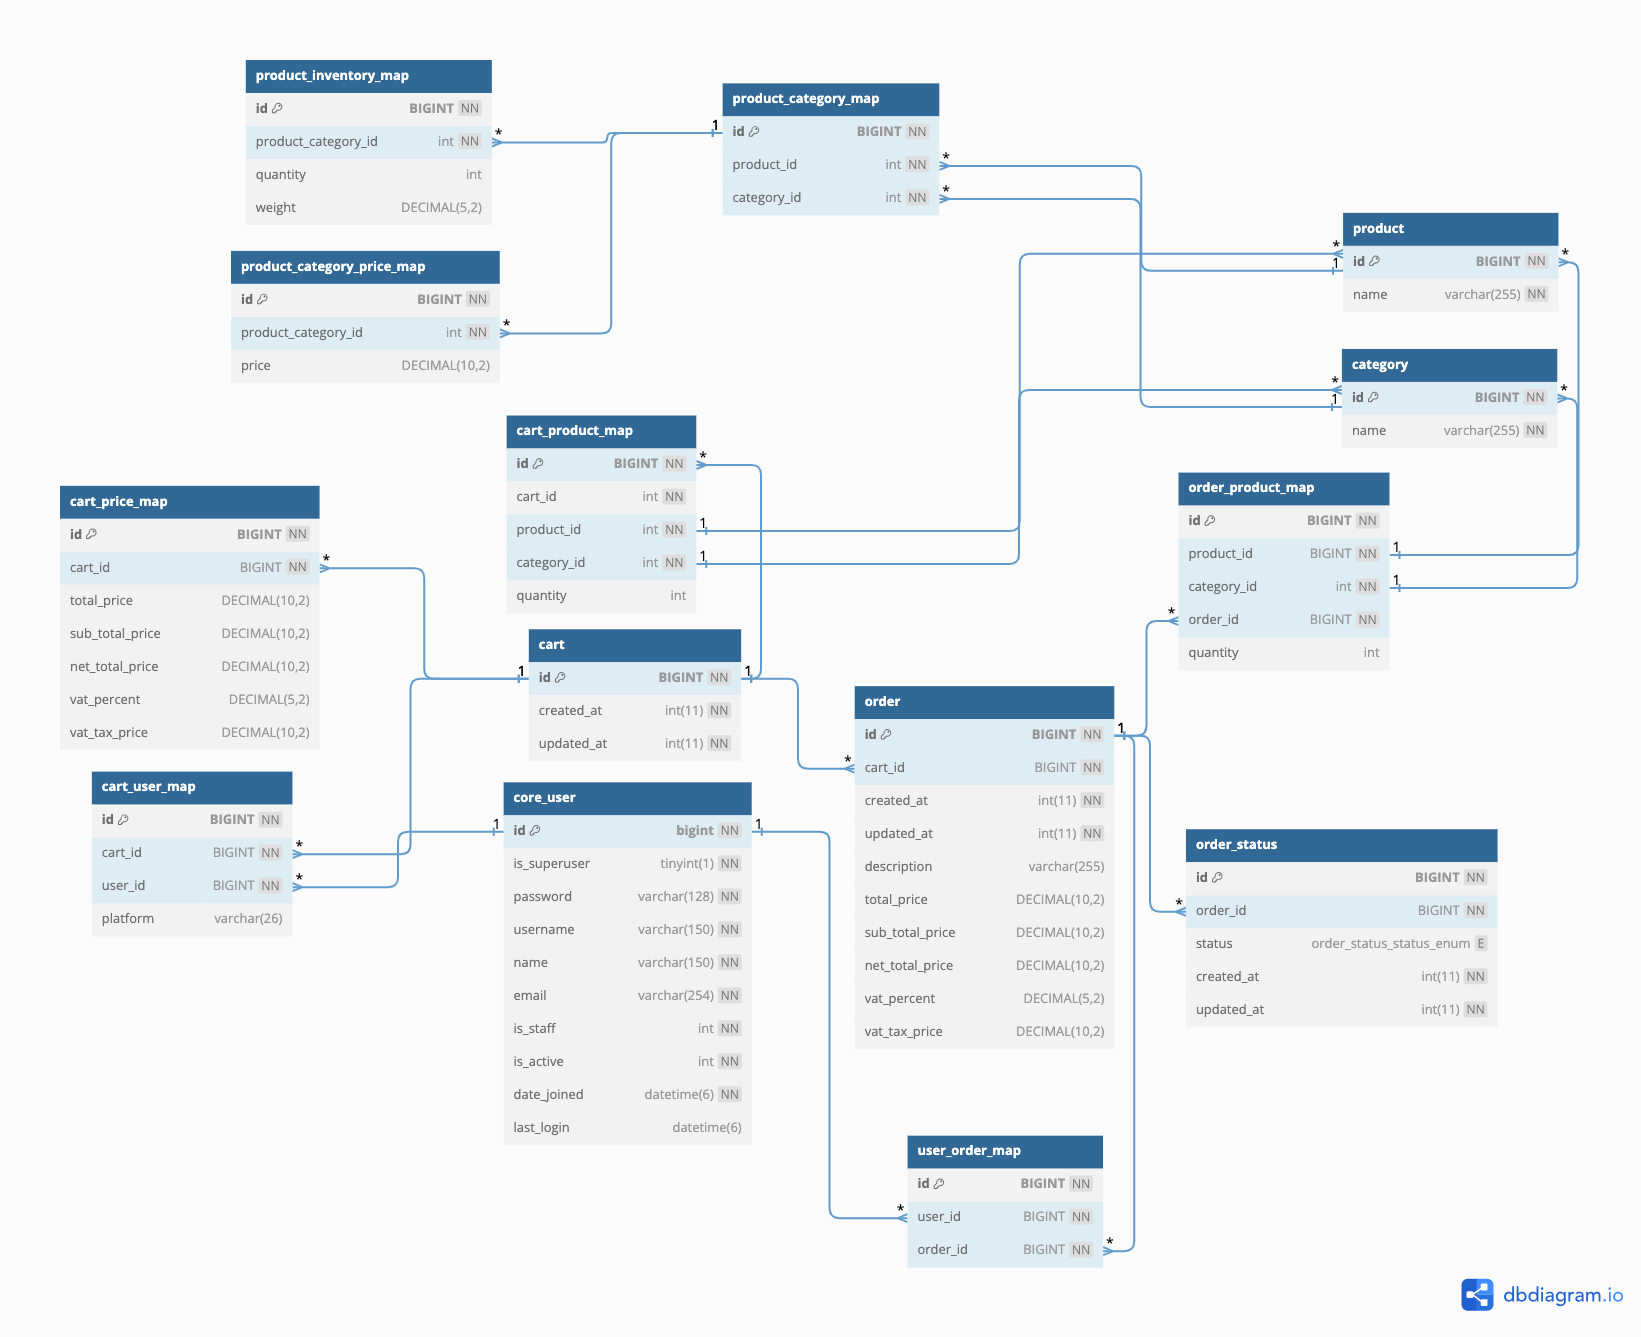 product_inventory_map
id BIGINT NN
product_category_id int NN
quantity int
weight DECIMAL(5,2)
*
1
product_category_map
id BIGINT NN
product_id int NN
category_id int NN
*
*
product_category_price_map
id BIGINT NN
product_category_id int NN
price DECIMAL(10,2)
*
product
id BIGINT NN
name varchar(255) NN
*
1
*
category
id BIGINT NN
name varchar(255) NN
*
1
*
cart_product_map
id BIGINT NN
cart_id int NN
product_id int NN
category_id int NN
quantity int
*
1
1
order_product_map
id BIGINT NN
product_id BIGINT NN
category_id int NN
order_id BIGINT NN
quantity int
1
1
*
cart_price_map
id BIGINT NN
cart_id BIGINT NN
total_price DECIMAL(10,2)
sub_total_price DECIMAL(10,2)
net_total_price DECIMAL(10,2)
vat_percent DECIMAL(5,2)
vat_tax_price DECIMAL(10,2)
*
cart
id BIGINT NN
created_at int(11) NN
updated_at int(11) NN
1
1
order
id BIGINT NN
cart_id BIGINT NN
created_at int(11) NN
updated_at int(11) NN
description varchar(255)
total_price DECIMAL(10,2)
sub_total_price DECIMAL(10,2)
net_total_price DECIMAL(10,2)
vat_percent DECIMAL(5,2)
vat_tax_price DECIMAL(10,2)
1
*
cart_user_map
id BIGINT NN
cart_id BIGINT NN
user_id BIGINT NN
platform varchar(26)
*
*
core_user
id bigint NN
is_superuser tinyint(1) NN
password varchar(128) NN
username varchar(150) NN
name varchar(150) NN
email varchar(254) NN
is_staff int NN
is_active int NN
date_joined datetime(6) NN
last_login datetime(6)
1
1
order_status
id BIGINT NN
order_id BIGINT NN
status order_status_status_enum E
created_at int(11) NN
updated_at int(11) NN
*
user_order_map
id BIGINT NN
user_id BIGINT NN
order_id BIGINT NN
*
*
dbdiagram.io